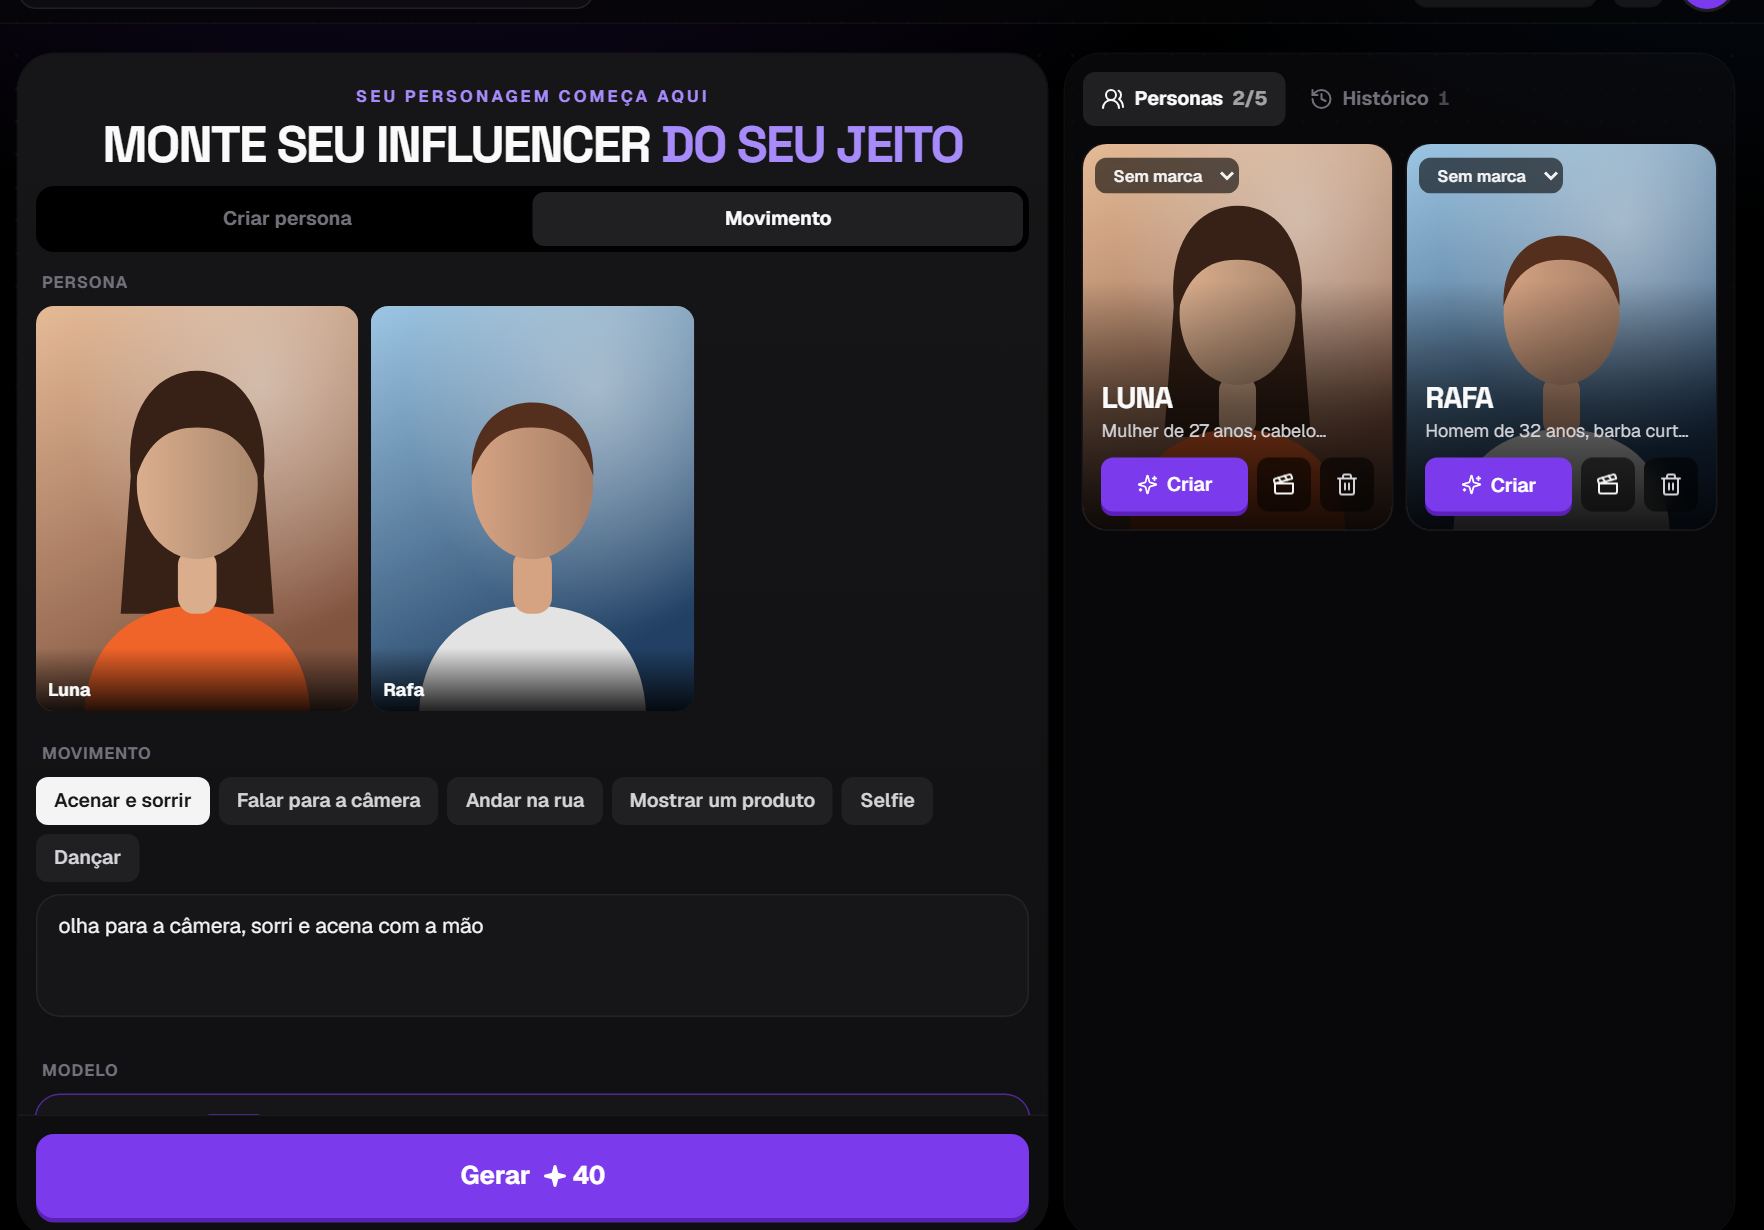 SEU PERSONAGEM COMEÇA AQUI
MONTE SEU INFLUENCER DO SEU JEITO
Criar persona
Movimento
PERSONA
Luna
Rafa
MOVIMENTO
Acenar e sorrir
Falar para a câmera
Andar na rua
Mostrar um produto
Selfie
Dançar
olha para a câmera, sorri e acena com a mão
MODELO
Gerar 40
Personas 2/5
Histórico 1
Sem marca
LUNA
Mulher de 27 anos, cabelo...
Criar
Sem marca
RAFA
Homem de 32 anos, barba curt...
Criar